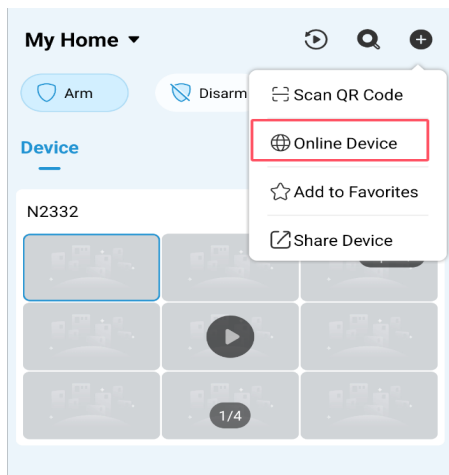 My Home
Arm
Disarm
Scan QR Code
Online Device
Device
Add to Favorites
N2332
Share Device
1/4